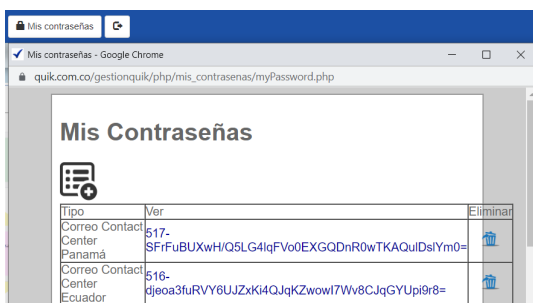 Mis contraseñas
Mis contraseñas - Google Chrome
quik.com.co/gestionquik/php/mis_contrasenas/myPassword.php
Mis Contraseñas
Tipo Ver Eliminar
Correo Contact
Center
Panamá
517-
SFrFuBUXwH/Q5LG4lqFVo0EXGQDnR0wTKAQulDslYm0=
Correo Contact
Center
Ecuador
516-
djeoa3fuRVY6UJZxKi4QJqKZwowI7Wv8CJqGYUpi9r8=